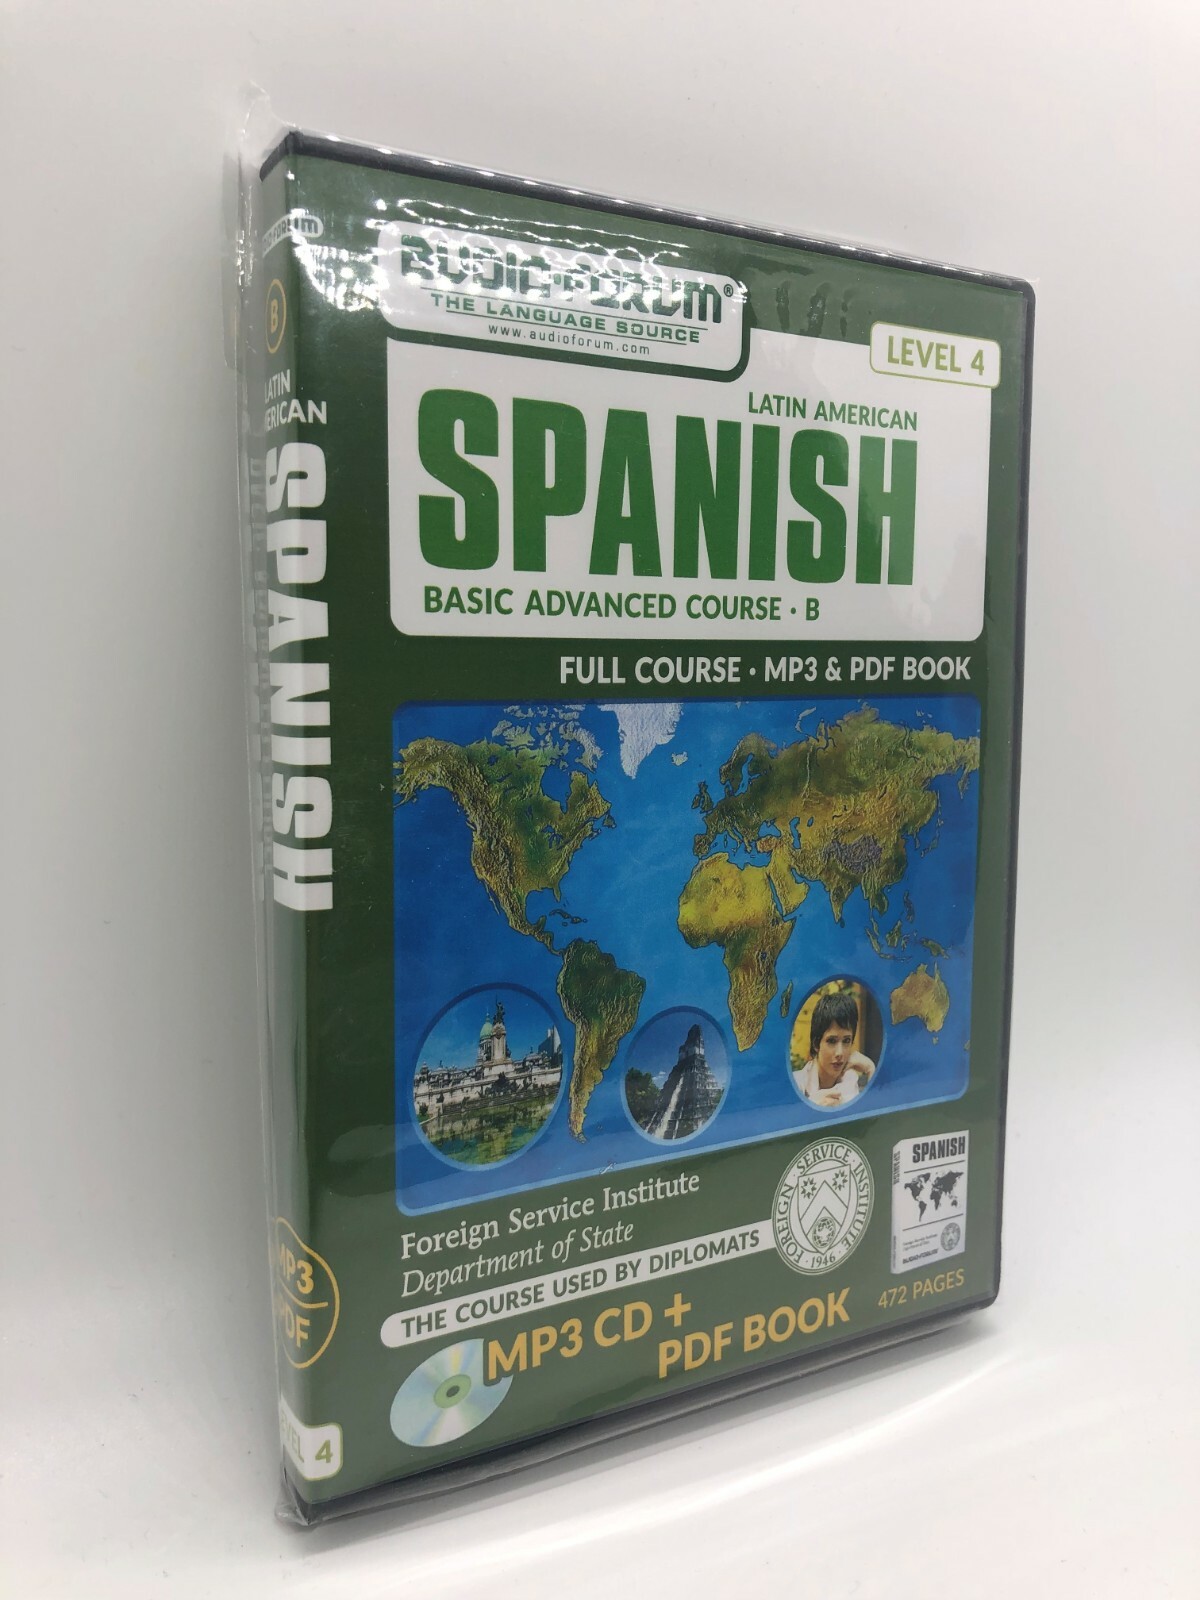 AUDIO-FORUM®
THE LANGUAGE SOURCE
www.audioforum.com
LEVEL 4
LATIN AMERICAN
SPANISH
BASIC ADVANCED COURSE · B
FULL COURSE · MP3 & PDF BOOK
Foreign Service Institute
Department of State
THE COURSE USED BY DIPLOMATS
MP3 CD +
PDF BOOK
FOREIGN · SERVICE · INSTITUTE
· 1946 ·
SPANISH
SPANISH
472 PAGES
B
LATIN
AMERICAN
SPANISH
MP3
PDF
LEVEL 4